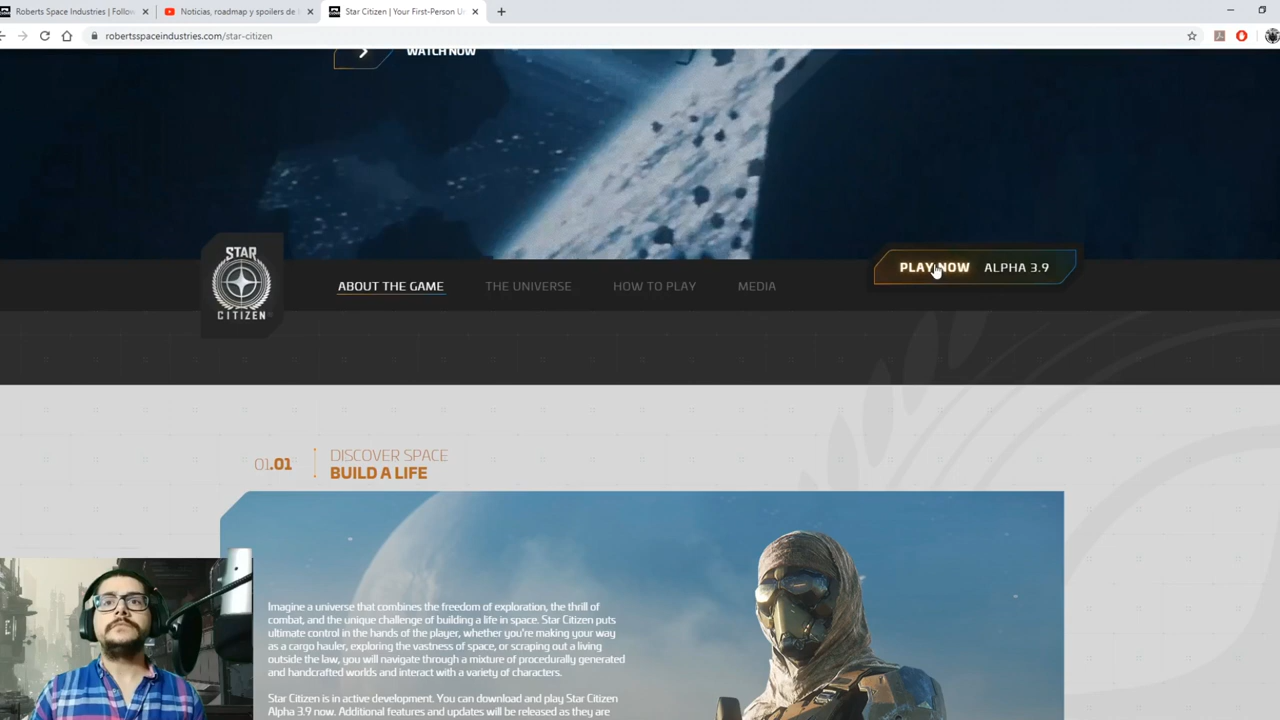 Roberts Space Industries | Follow
Noticias, roadmap y spoilers de
Star Citizen | Your First-Person U
robertsspaceindustries.com/star-citizen
WATCH NOW
STAR
CITIZEN
ABOUT THE GAME
THE UNIVERSE
HOW TO PLAY
MEDIA
PLAY NOW ALPHA 3.9
01.01
DISCOVER SPACE
BUILD A LIFE
Imagine a universe that combines the freedom of exploration, the thrill of
combat, and the unique challenge of building a life in space. Star Citizen puts
ultimate control in the hands of the player, whether you're making your way
as a cargo hauler, exploring the vastness of space, or scraping out a living
outside the law, you will navigate through a mixture of procedurally generated
and handcrafted worlds and interact with a variety of characters.
Star Citizen is in active development. You can download and play Star Citizen
Alpha 3.9 now. Additional features and updates will be released as they are